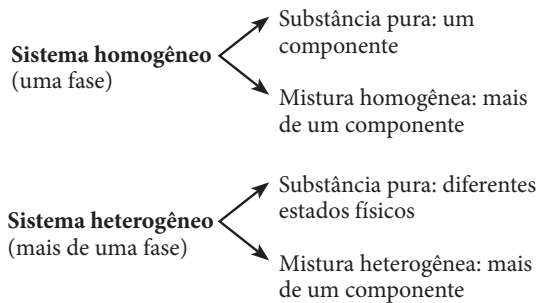 Sistema homogêneo
(uma fase)
Substância pura: um
componente
Mistura homogênea: mais
de um componente
Sistema heterogêneo
(mais de uma fase)
Substância pura: diferentes
estados físicos
Mistura heterogênea: mais
de um componente